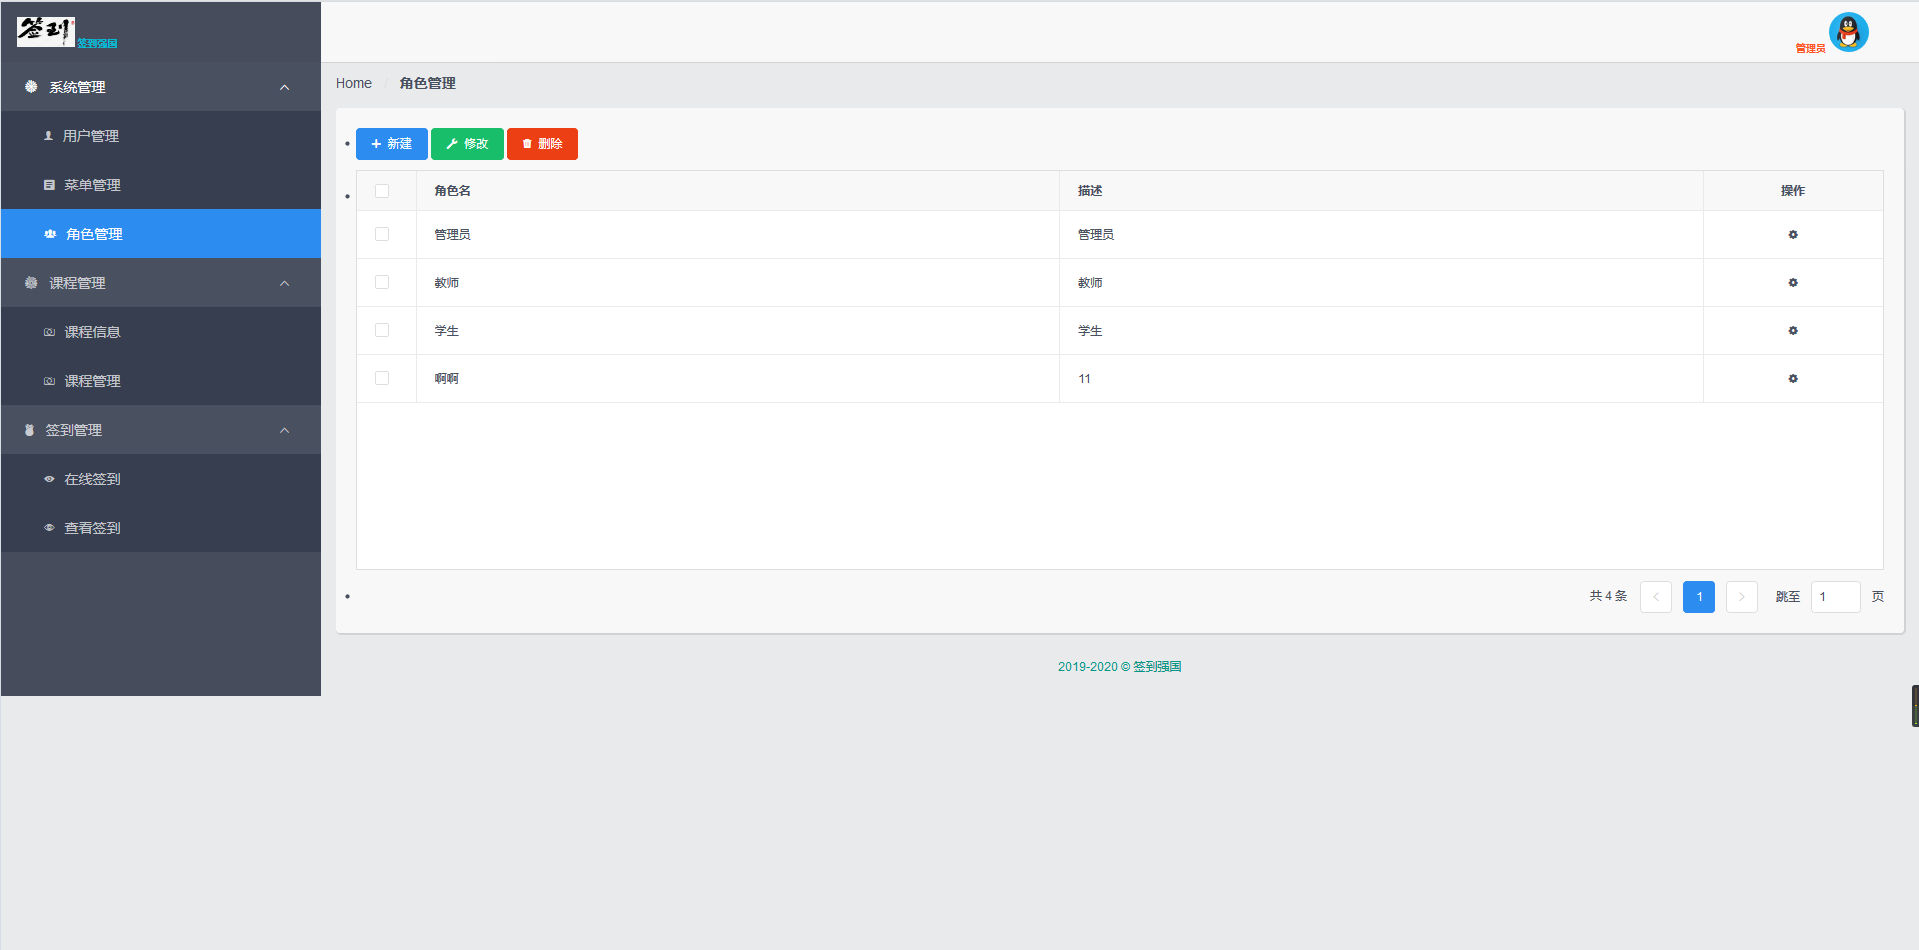 签到 签到强国
管理员
系统管理
用户管理
菜单管理
角色管理
课程管理
课程信息
课程管理
签到管理
在线签到
查看签到
Home / 角色管理
新建 修改 删除
角色名 描述 操作
管理员 管理员
教师 教师
学生 学生
啊啊 11
共 4 条 1 跳至 1 页
2019-2020 © 签到强国